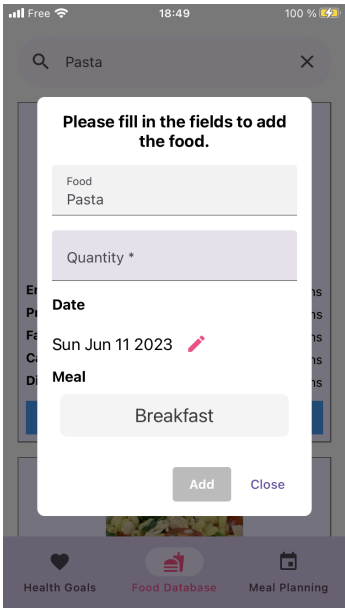 Free 18:49 100 %
Pasta
Please fill in the fields to add
the food.
Food
Pasta
Quantity *
Date
Sun Jun 11 2023
Meal
Breakfast
Add Close
Health Goals Food Database Meal Planning